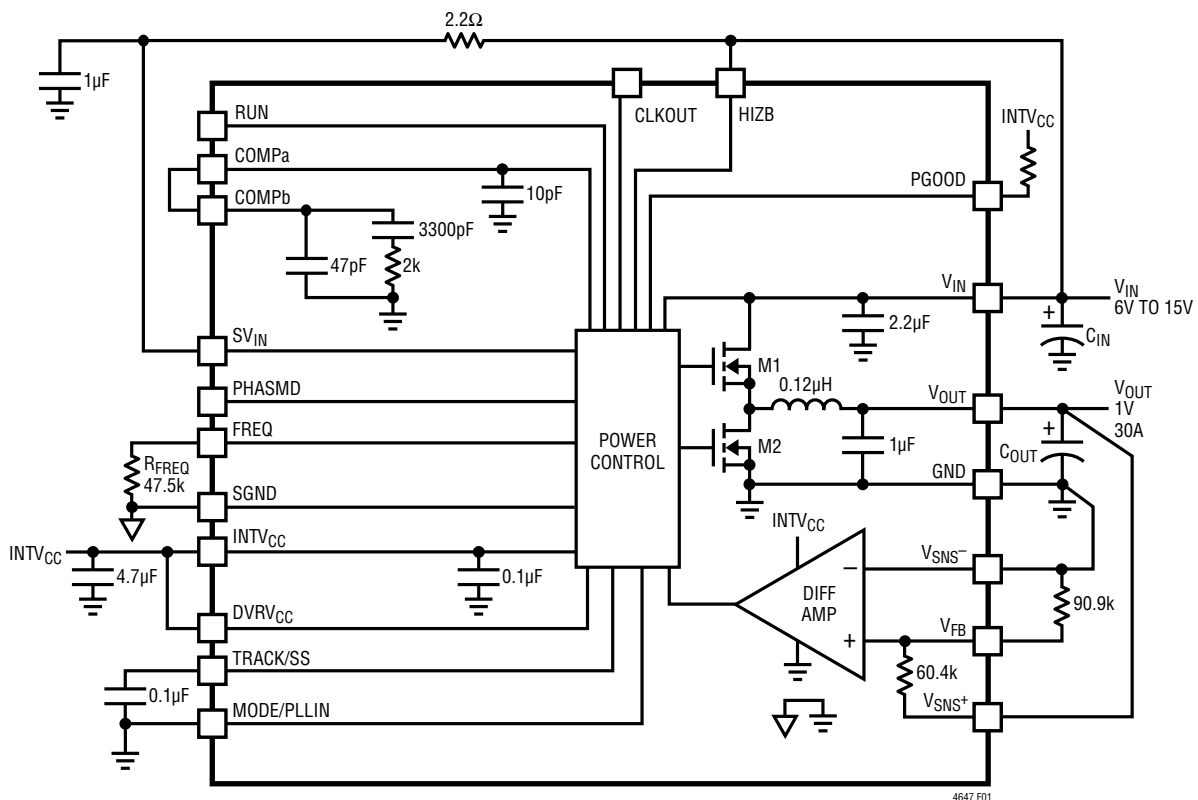 2.2Ω
1µF
CLKOUT
HIZB
INTVCC
RUN
COMPa
10pF
PGOOD
COMPb
3300pF
47pF
2k
VIN
VIN
6V TO 15V
2.2µF
CIN
SVIN
M1
0.12µH
PHASMD
VOUT
VOUT
1V
30A
FREQ
POWER
CONTROL
M2
1µF
COUT
RFREQ
47.5k
GND
SGND
INTVCC
INTVCC
INTVCC
4.7µF
0.1µF
VSNS–
–
DIFF
AMP
90.9k
DVRVCC
VFB
+
60.4k
TRACK/SS
0.1µF
MODE/PLLIN
VSNS+
+
+
4647 F01